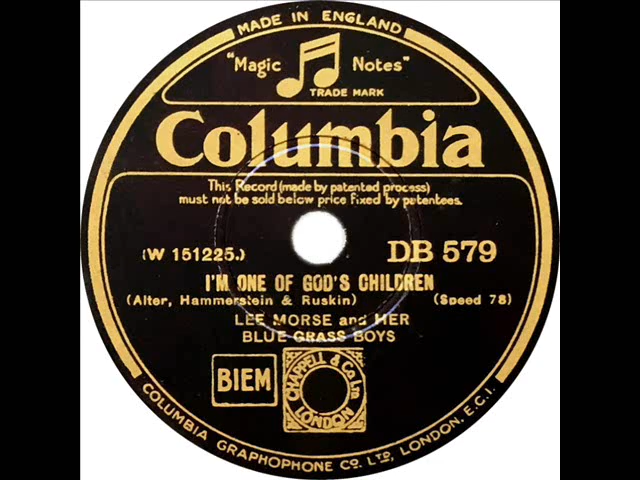 MADE IN ENGLAND
"Magic Notes"
TRADE MARK
Columbia
This Record (made by patented process)
must not be sold below price fixed by patentees.
(W 151225.) DB 579
I'M ONE OF GOD'S CHILDREN
(Alter, Hammerstein & Ruskin) (Speed 78)
LEE MORSE and HER
BLUE GRASS BOYS
BIEM
CHAPPELL & Co Ltd
LONDON
COLUMBIA GRAPHOPHONE CO. LTD, LONDON. E.C.1.